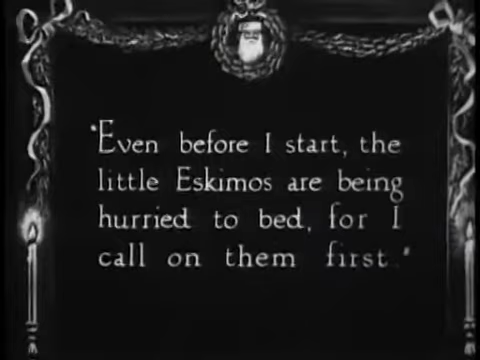 "Even before I start, the
little Eskimos are being
hurried to bed, for I
call on them first."